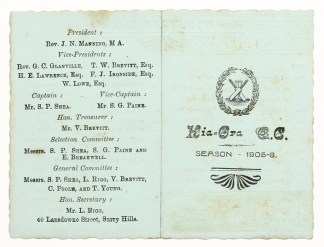 President :
Rev. J. N. Manning, M A.
Vice-Presidents :
Rev. G. C. Glanville, T. W. Brevitt, Esq.
H. E. Lawrence, Esq. F. J. Ironside, Esq.
W. Lowe, Esq.
Captain : Vice-Captain :
Mr. S. P. Shea. Mr. S. G. Paine.
Hon. Treasurer :
Mr. V. Brevitt.
Selection Committee :
Messrs. S. P. Shea, S. G. Paine and
E. Breakwell.
General Committee :
Messrs S. P. Shea, L. Rigg, V. Brevitt,
C. Poole, and T. Young.
Hon. Secretary :
Mr. L. Rigg,
40 Lansdowne Street, Surry Hills.
Kia-Ora C.C.
SEASON - 1908-9.